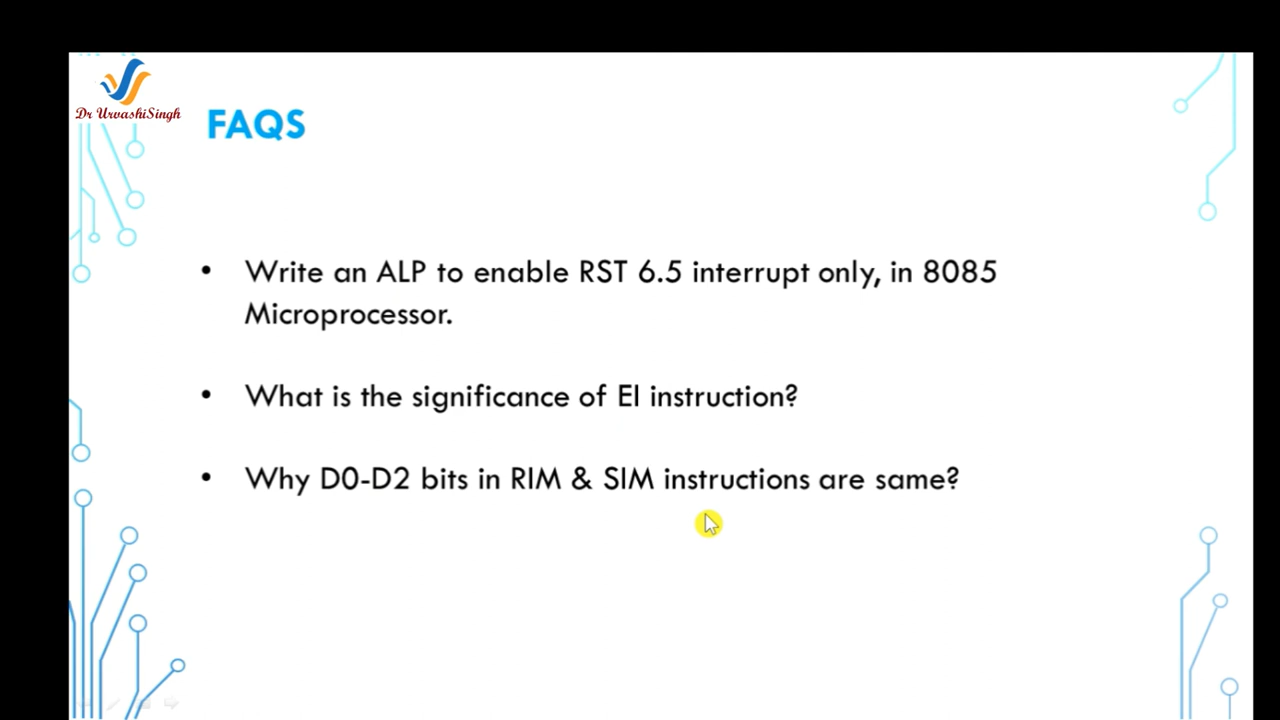 Dr UrvashiSingh
FAQS
• Write an ALP to enable RST 6.5 interrupt only, in 8085
Microprocessor.
• What is the significance of EI instruction?
• Why D0-D2 bits in RIM & SIM instructions are same?